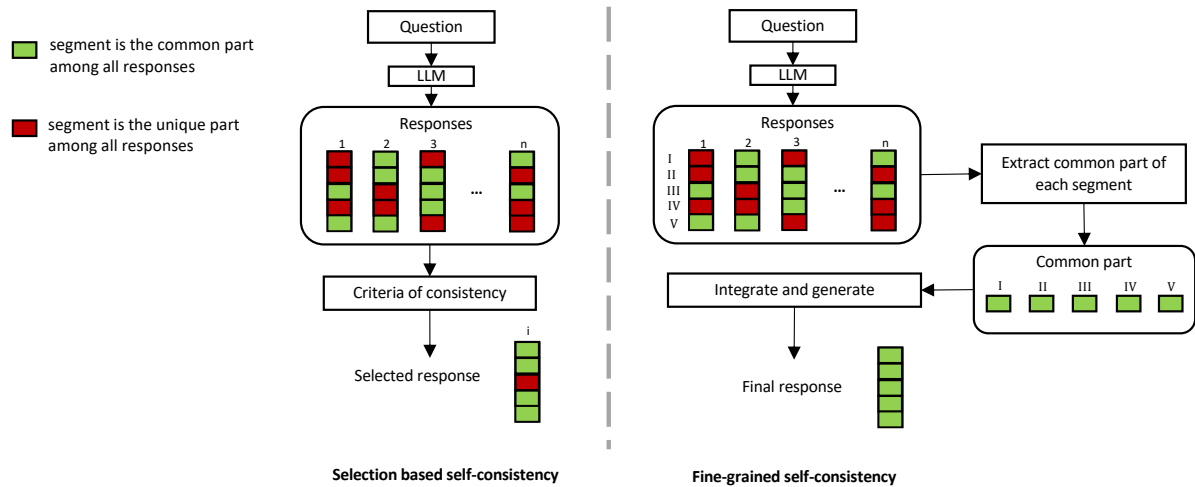 segment is the common part
among all responses
segment is the unique part
among all responses
Question
LLM
Responses
1 2 3 n
...
Criteria of consistency
i
Selected response
Selection based self-consistency
Question
LLM
Responses
1 2 3 n
I
II
III
...
IV
V
Extract common part of
each segment
Common part
I II III IV V
Integrate and generate
Final response
Fine-grained self-consistency